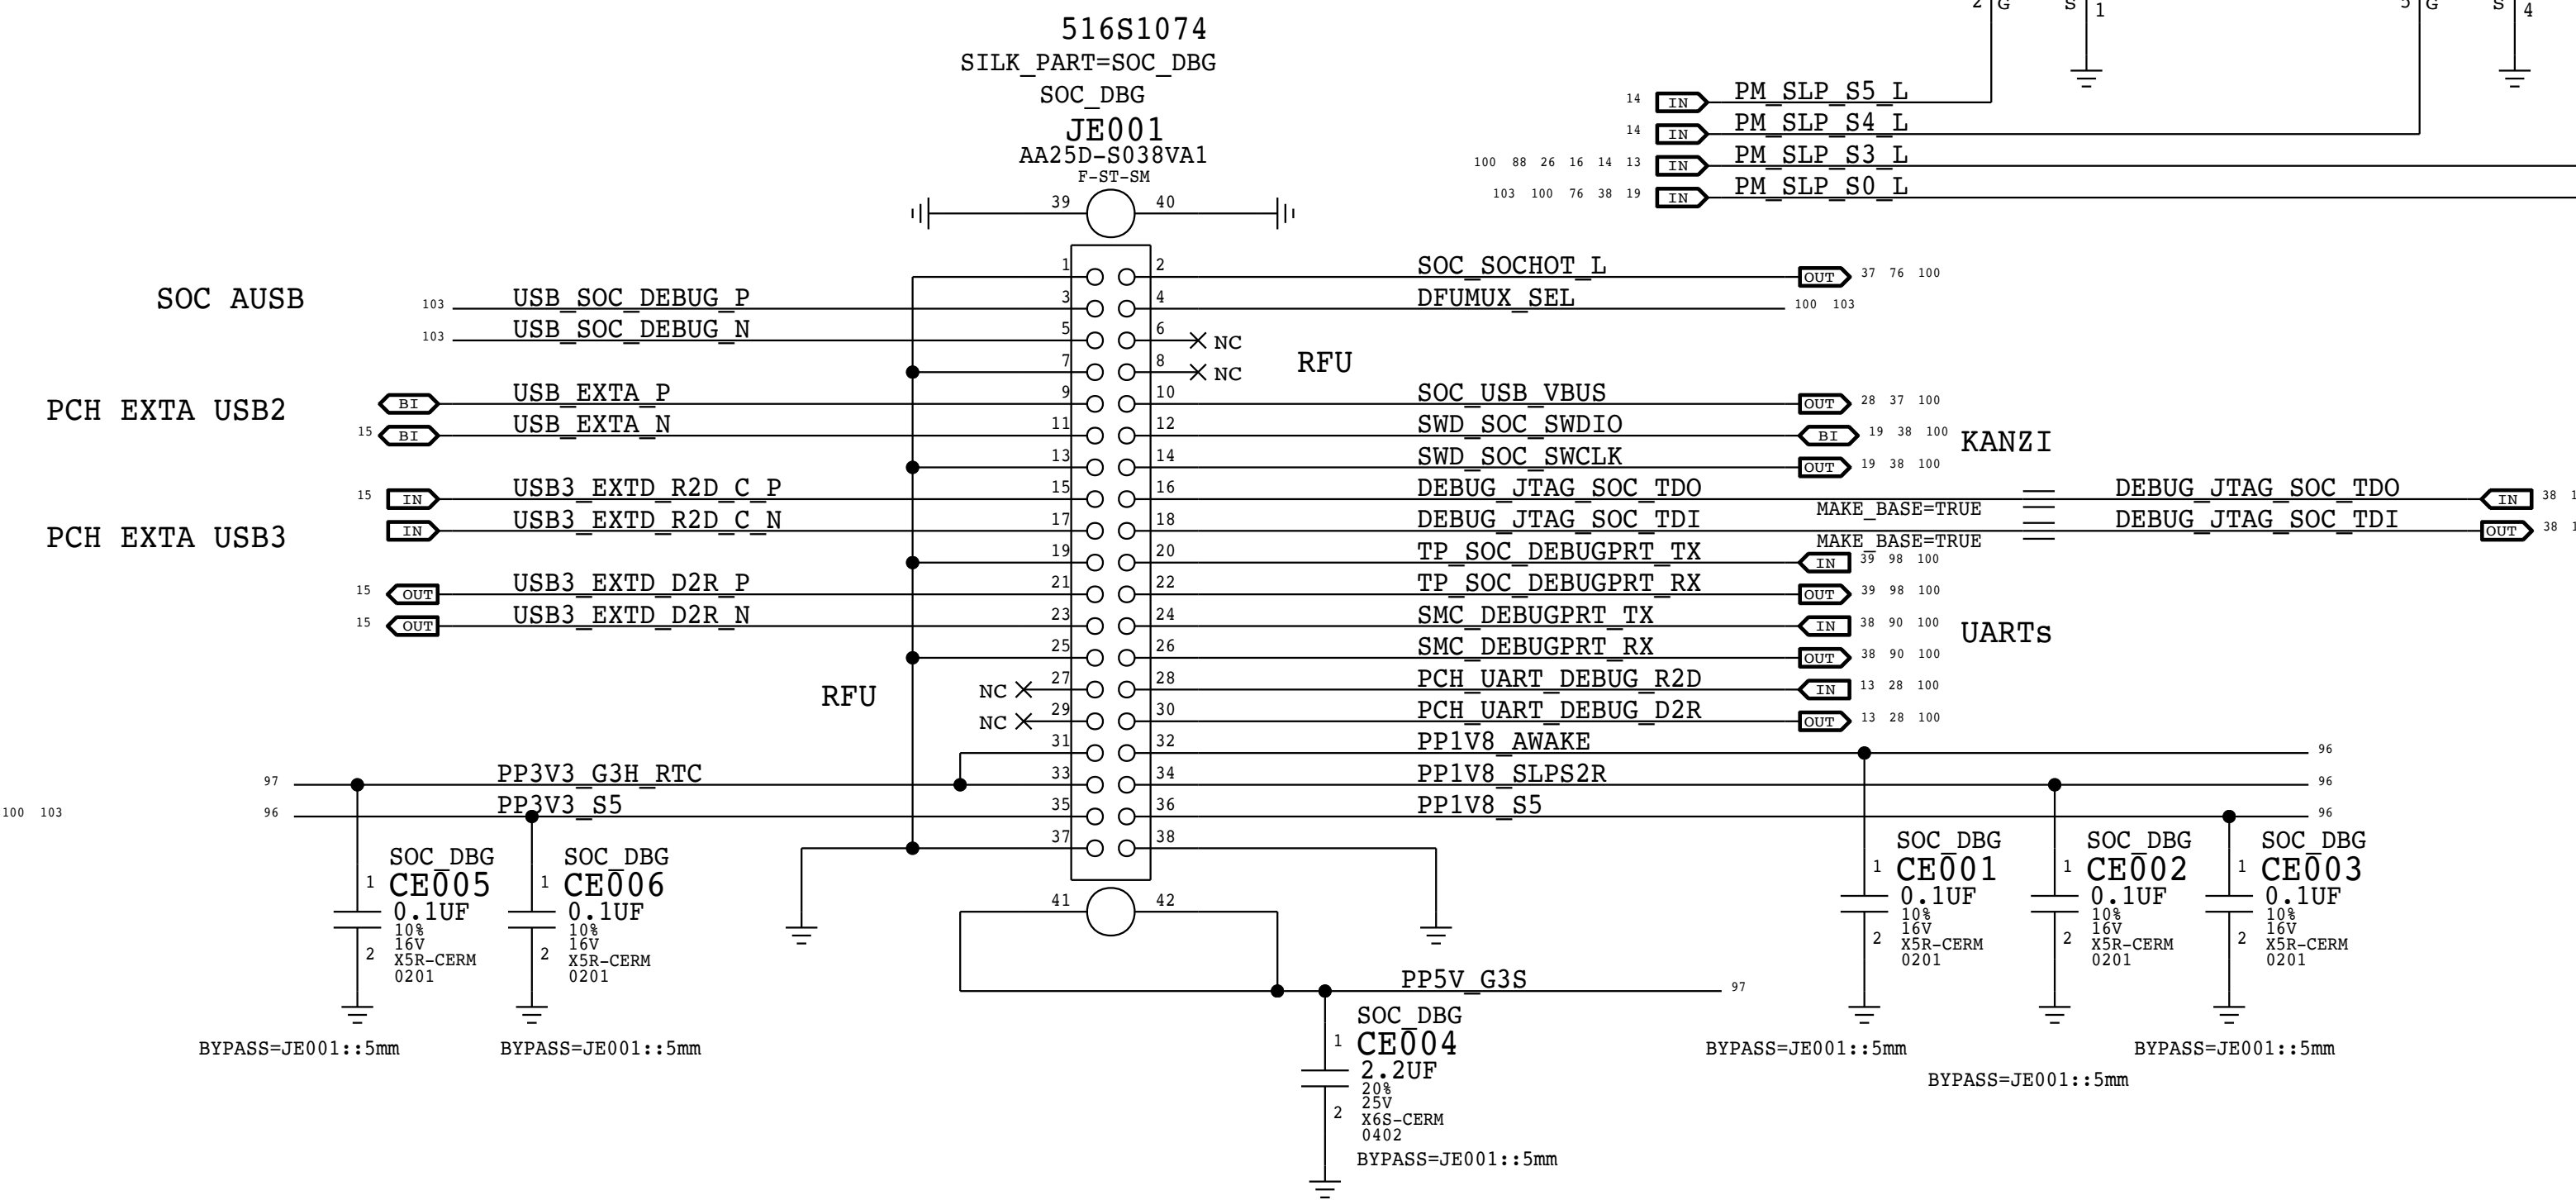 516S1074
SILK_PART=SOC_DBG
SOC_DBG
JE001
AA25D-S038VA1
F-ST-SM
39 40
2 G S 1 5 G S 4
14 IN PM_SLP_S5_L
14 IN PM_SLP_S4_L
100 88 26 16 14 13 IN PM_SLP_S3_L
103 100 76 38 19 IN PM_SLP_S0_L
1 2 SOC_SOCHOT_L OUT 37 76 100
SOC AUSB
103 USB_SOC_DEBUG_P 3 4 DFUMUX_SEL 100 103
103 USB_SOC_DEBUG_N 5 6 NC
7 8 NC
RFU
PCH EXTA USB2
BI USB_EXTA_P 9 10 SOC_USB_VBUS OUT 28 37 100
15 BI USB_EXTA_N 11 12 SWD_SOC_SWDIO BI 19 38 100
KANZI
13 14 SWD_SOC_SWCLK OUT 19 38 100
15 IN USB3_EXTD_R2D_C_P 15 16 DEBUG_JTAG_SOC_TDO DEBUG_JTAG_SOC_TDO IN 38 1
MAKE_BASE=TRUE
PCH EXTA USB3
IN USB3_EXTD_R2D_C_N 17 18 DEBUG_JTAG_SOC_TDI DEBUG_JTAG_SOC_TDI OUT 38 1
MAKE_BASE=TRUE
19 20 TP_SOC_DEBUGPRT_TX IN 39 98 100
15 OUT USB3_EXTD_D2R_P 21 22 TP_SOC_DEBUGPRT_RX OUT 39 98 100
15 OUT USB3_EXTD_D2R_N 23 24 SMC_DEBUGPRT_TX IN 38 90 100
UARTs
25 26 SMC_DEBUGPRT_RX OUT 38 90 100
RFU
NC 27 28 PCH_UART_DEBUG_R2D IN 13 28 100
NC 29 30 PCH_UART_DEBUG_D2R OUT 13 28 100
31 32 PP1V8_AWAKE 96
97 PP3V3_G3H_RTC 33 34 PP1V8_SLPS2R 96
100 103
96 PP3V3_S5 35 36 PP1V8_S5 96
37 38
41 42
SOC_DBG
1 CE005
0.1UF
10%
16V
2 X5R-CERM
0201
BYPASS=JE001::5mm
SOC_DBG
1 CE006
0.1UF
10%
16V
2 X5R-CERM
0201
BYPASS=JE001::5mm
PP5V_G3S 97
SOC_DBG
1 CE004
2.2UF
20%
25V
2 X6S-CERM
0402
BYPASS=JE001::5mm
SOC_DBG
1 CE001
0.1UF
10%
16V
2 X5R-CERM
0201
BYPASS=JE001::5mm
SOC_DBG
1 CE002
0.1UF
10%
16V
2 X5R-CERM
0201
BYPASS=JE001::5mm
SOC_DBG
1 CE003
0.1UF
10%
16V
2 X5R-CERM
0201
BYPASS=JE001::5mm